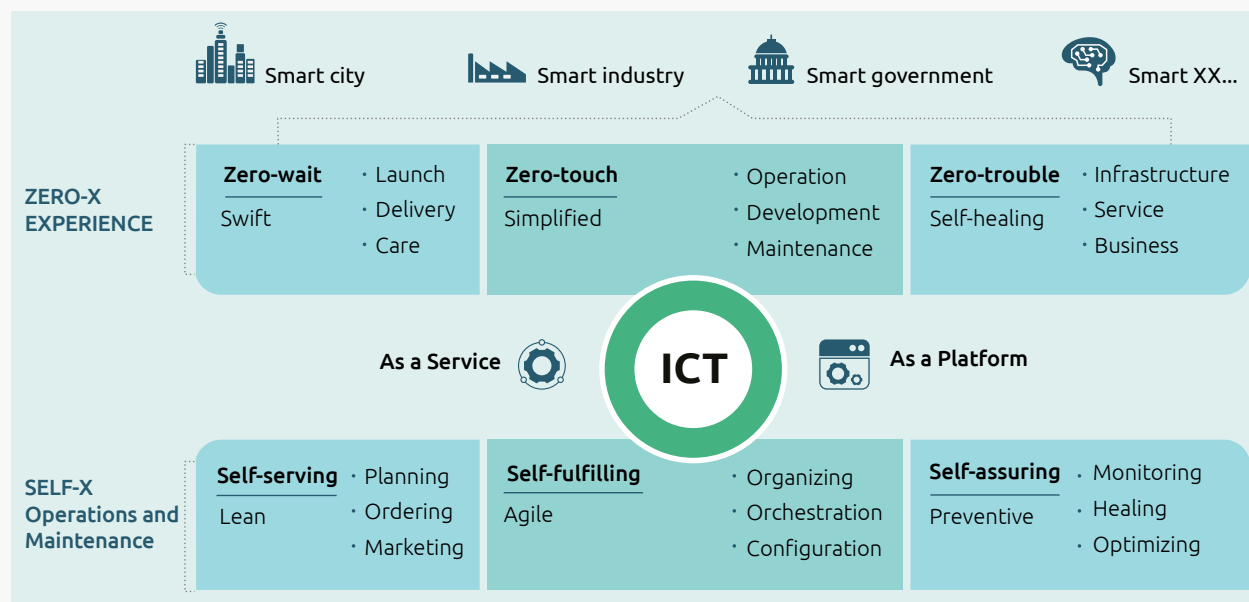 Smart city
Smart industry
Smart government
Smart XX...
ZERO-X
EXPERIENCE
Zero-wait
Swift
· Launch
· Delivery
· Care
Zero-touch
Simplified
· Operation
· Development
· Maintenance
Zero-trouble
Self-healing
· Infrastructure
· Service
· Business
As a Service
ICT
As a Platform
SELF-X
Operations and
Maintenance
Self-serving
Lean
· Planning
· Ordering
· Marketing
Self-fulfilling
Agile
· Organizing
· Orchestration
· Configuration
Self-assuring
Preventive
· Monitoring
· Healing
· Optimizing